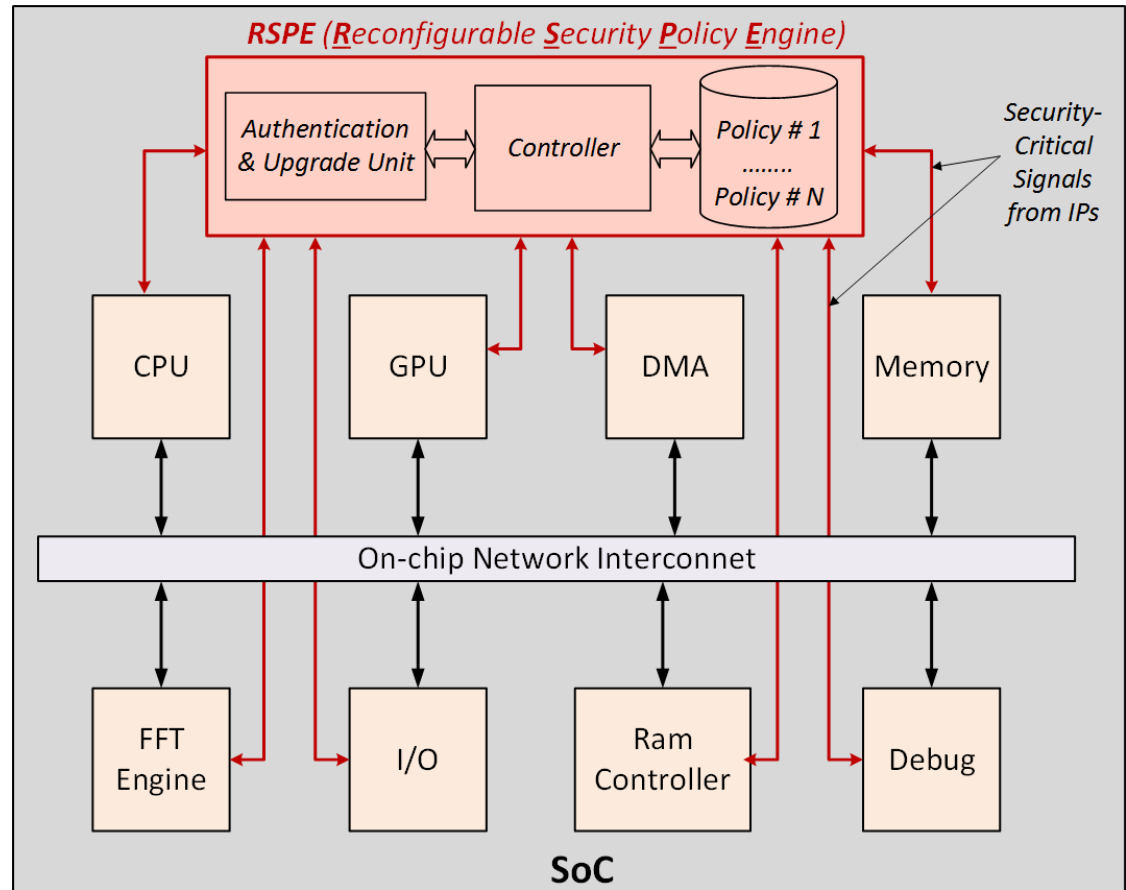 RSPE (Reconfigurable Security Policy Engine)
Authentication
& Upgrade Unit
Controller
Policy # 1
........
Policy # N
Security-
Critical
Signals
from IPs
CPU
GPU
DMA
Memory
On-chip Network Interconnet
FFT
Engine
I/O
Ram
Controller
Debug
SoC